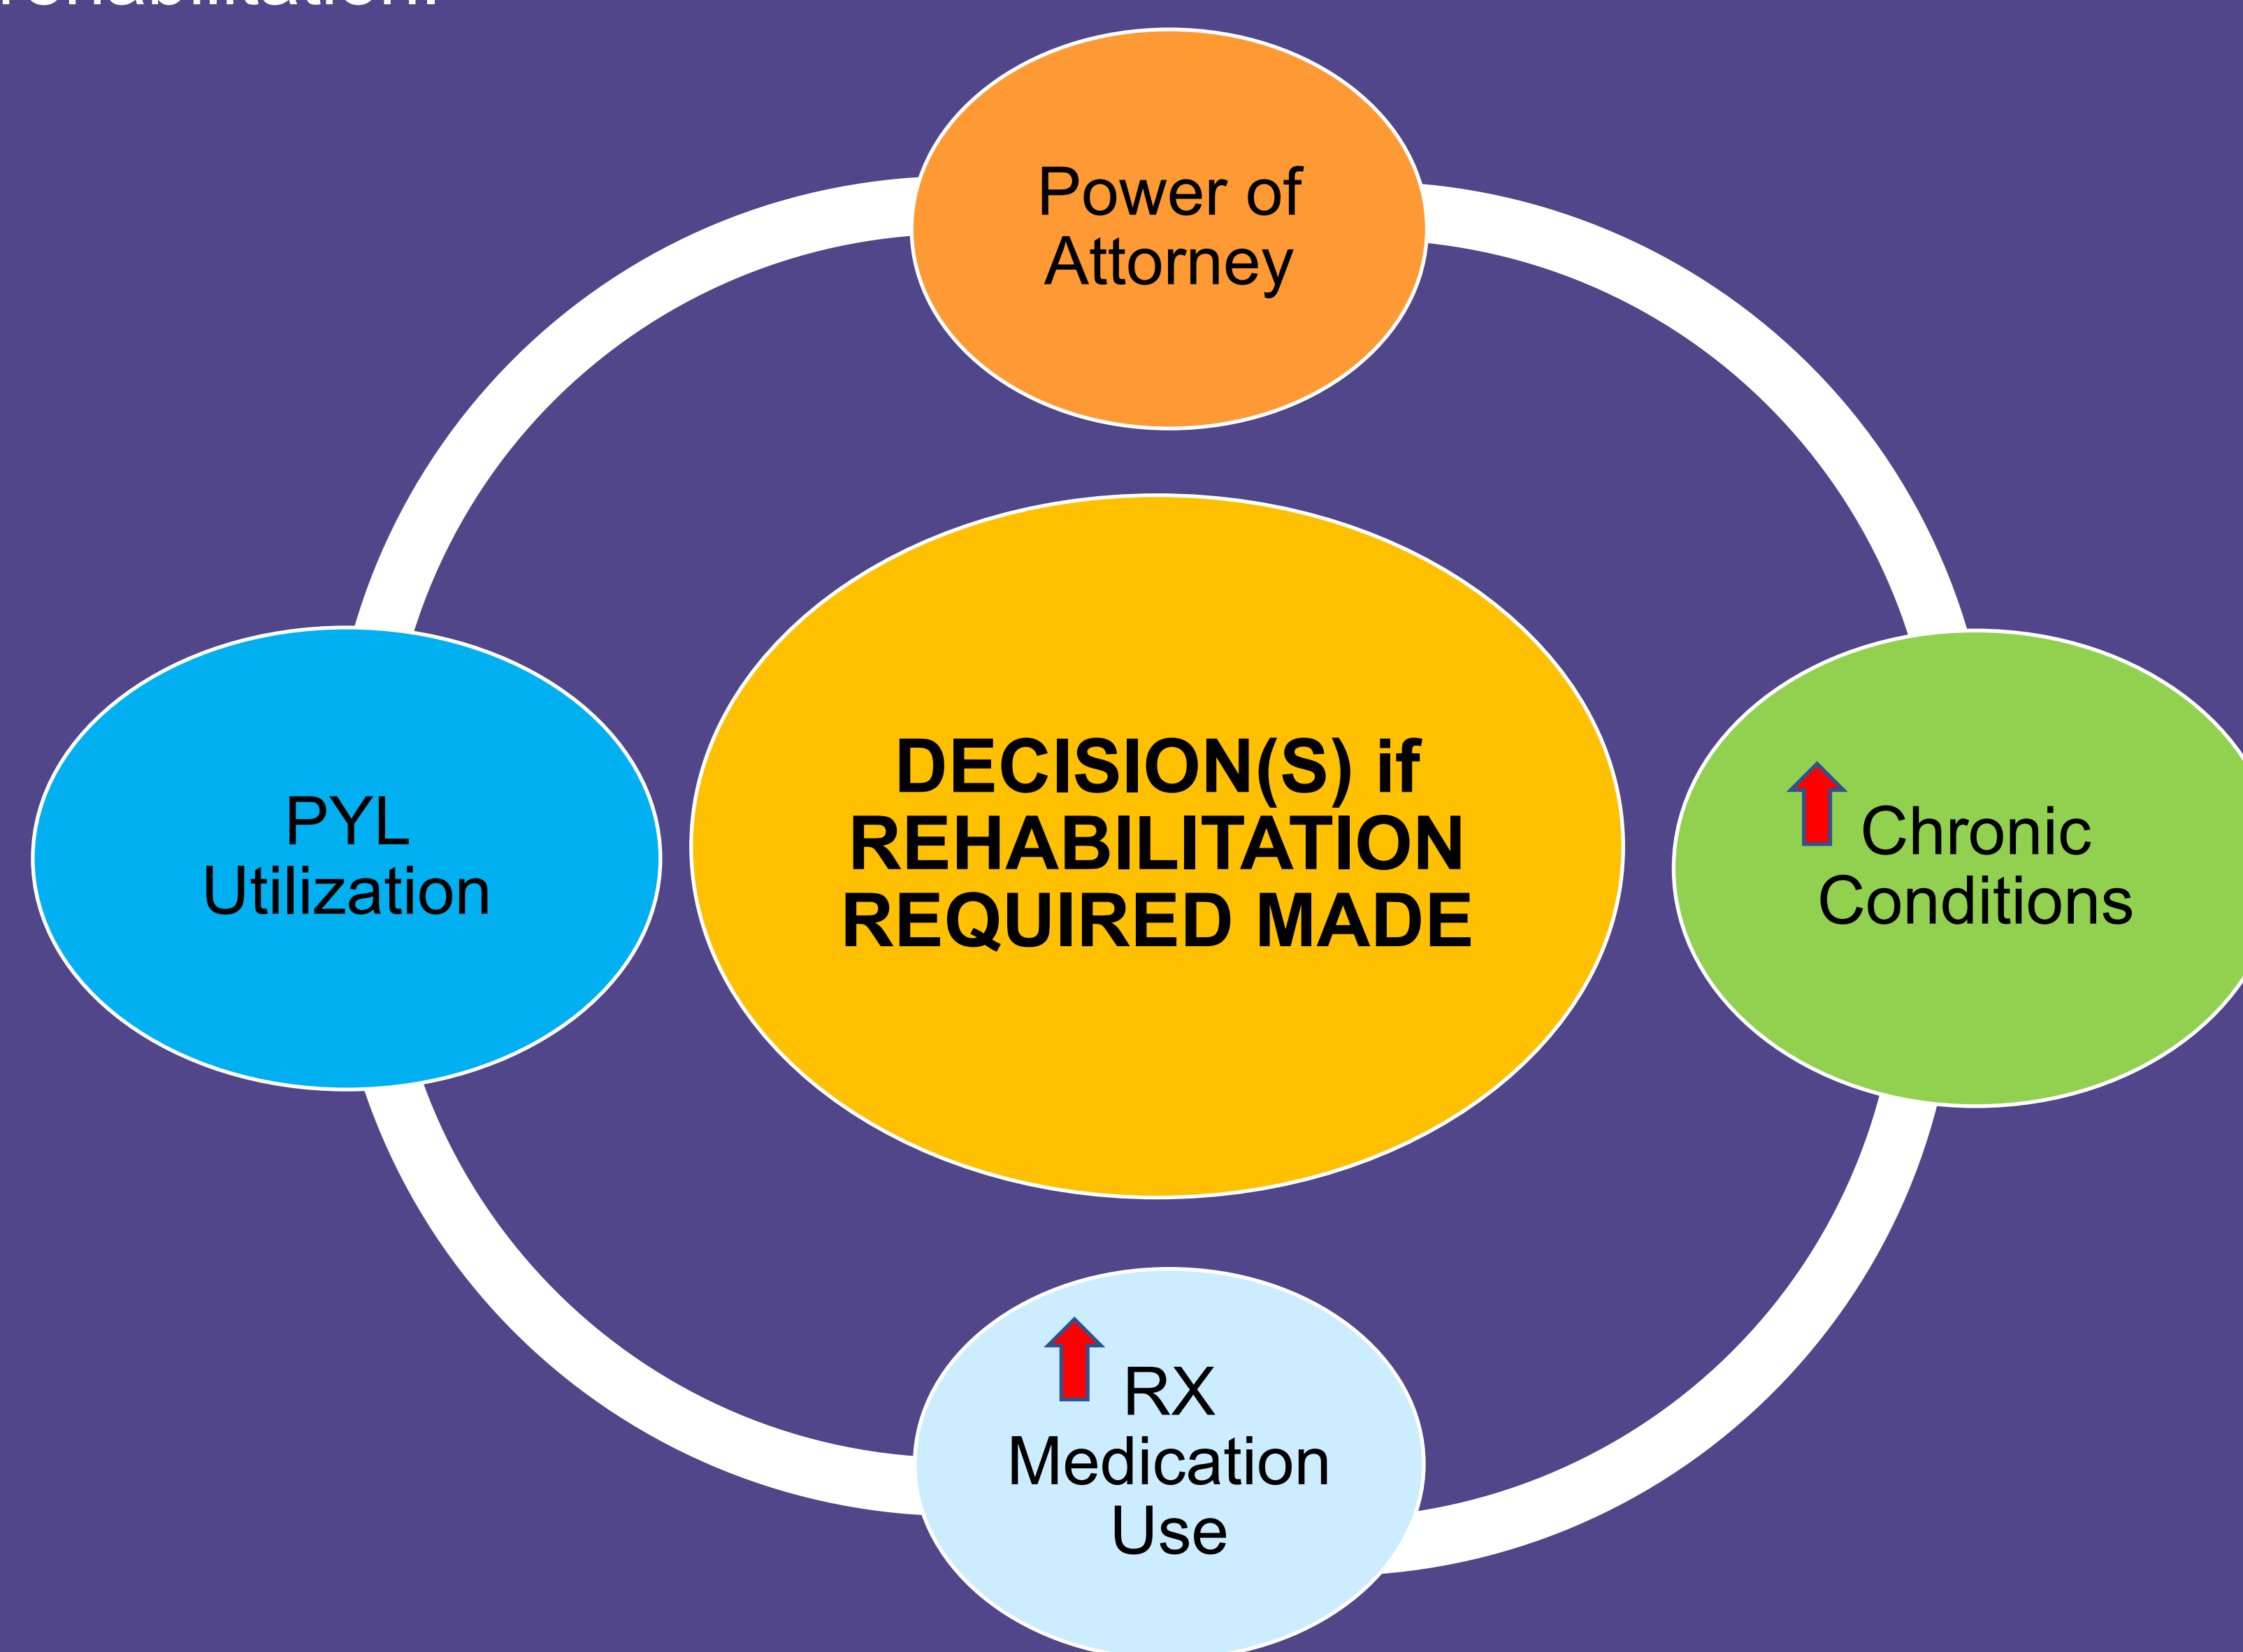 Power of
Attorney
DECISION(S) if
REHABILITATION
REQUIRED MADE
PYL
Utilization
Chronic
Conditions
RX
Medication
Use